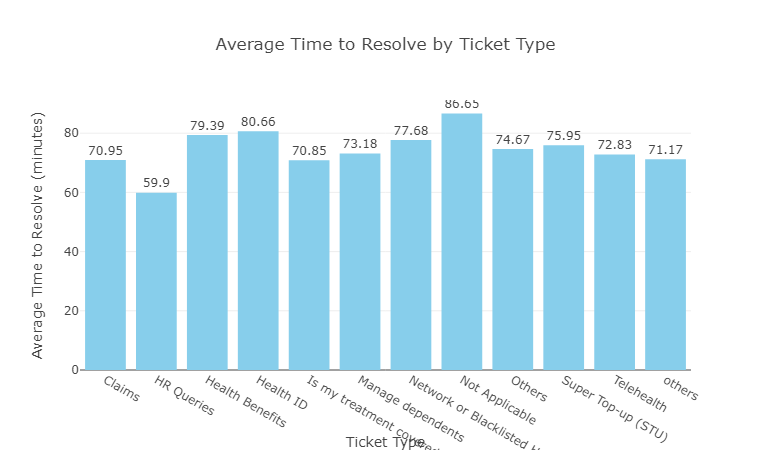 Average Time to Resolve by Ticket Type
Average Time to Resolve (minutes)
80
60
40
20
0
70.95
59.9
79.39
80.66
70.85
73.18
77.68
86.65
74.67
75.95
72.83
71.17
Claims
HR Queries
Health Benefits
Health ID
Is my treatment covered
Manage dependents
Network or Blacklisted
Not Applicable
Others
Super Top-up (STU)
Telehealth
others
Ticket Type